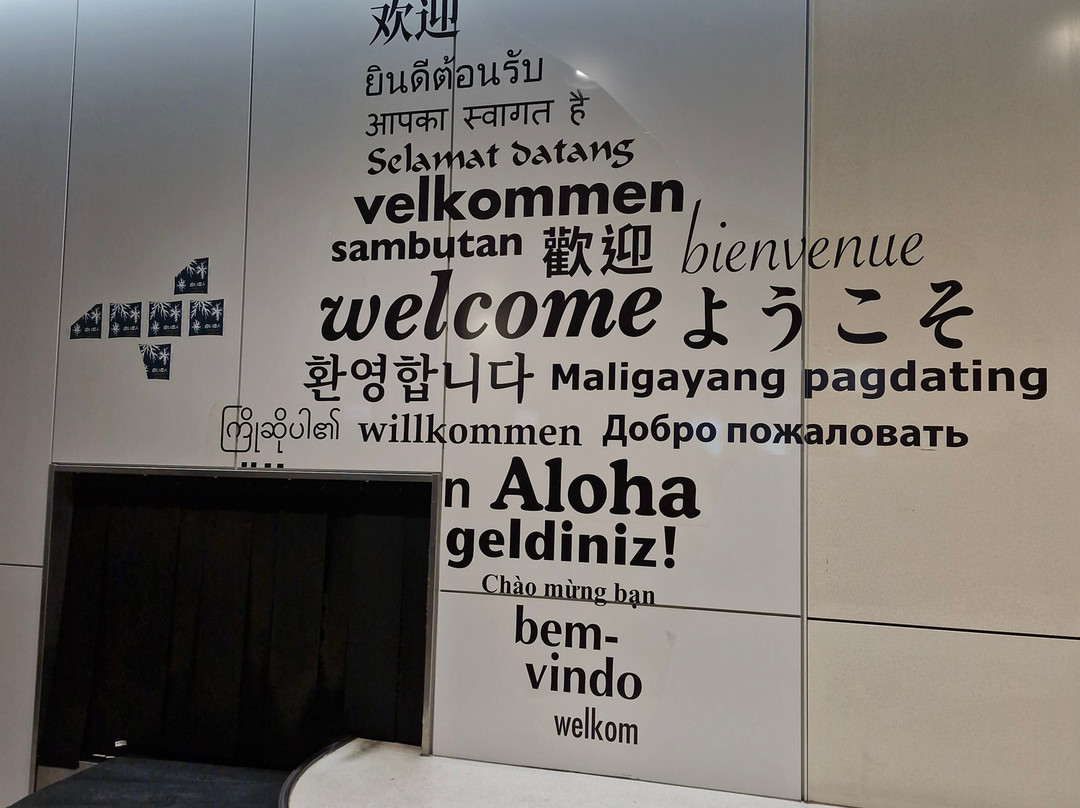 欢迎
ยินดีต้อนรับ
आपका स्वागत है
Selamat datang
velkommen
sambutan 歡迎 bienvenue
welcome ようこそ
환영합니다 Maligayang pagdating
ကြိုဆိုပါ၏ willkommen Добро пожаловать
n Aloha
geldiniz!
Chào mừng bạn
bem-
vindo
welkom